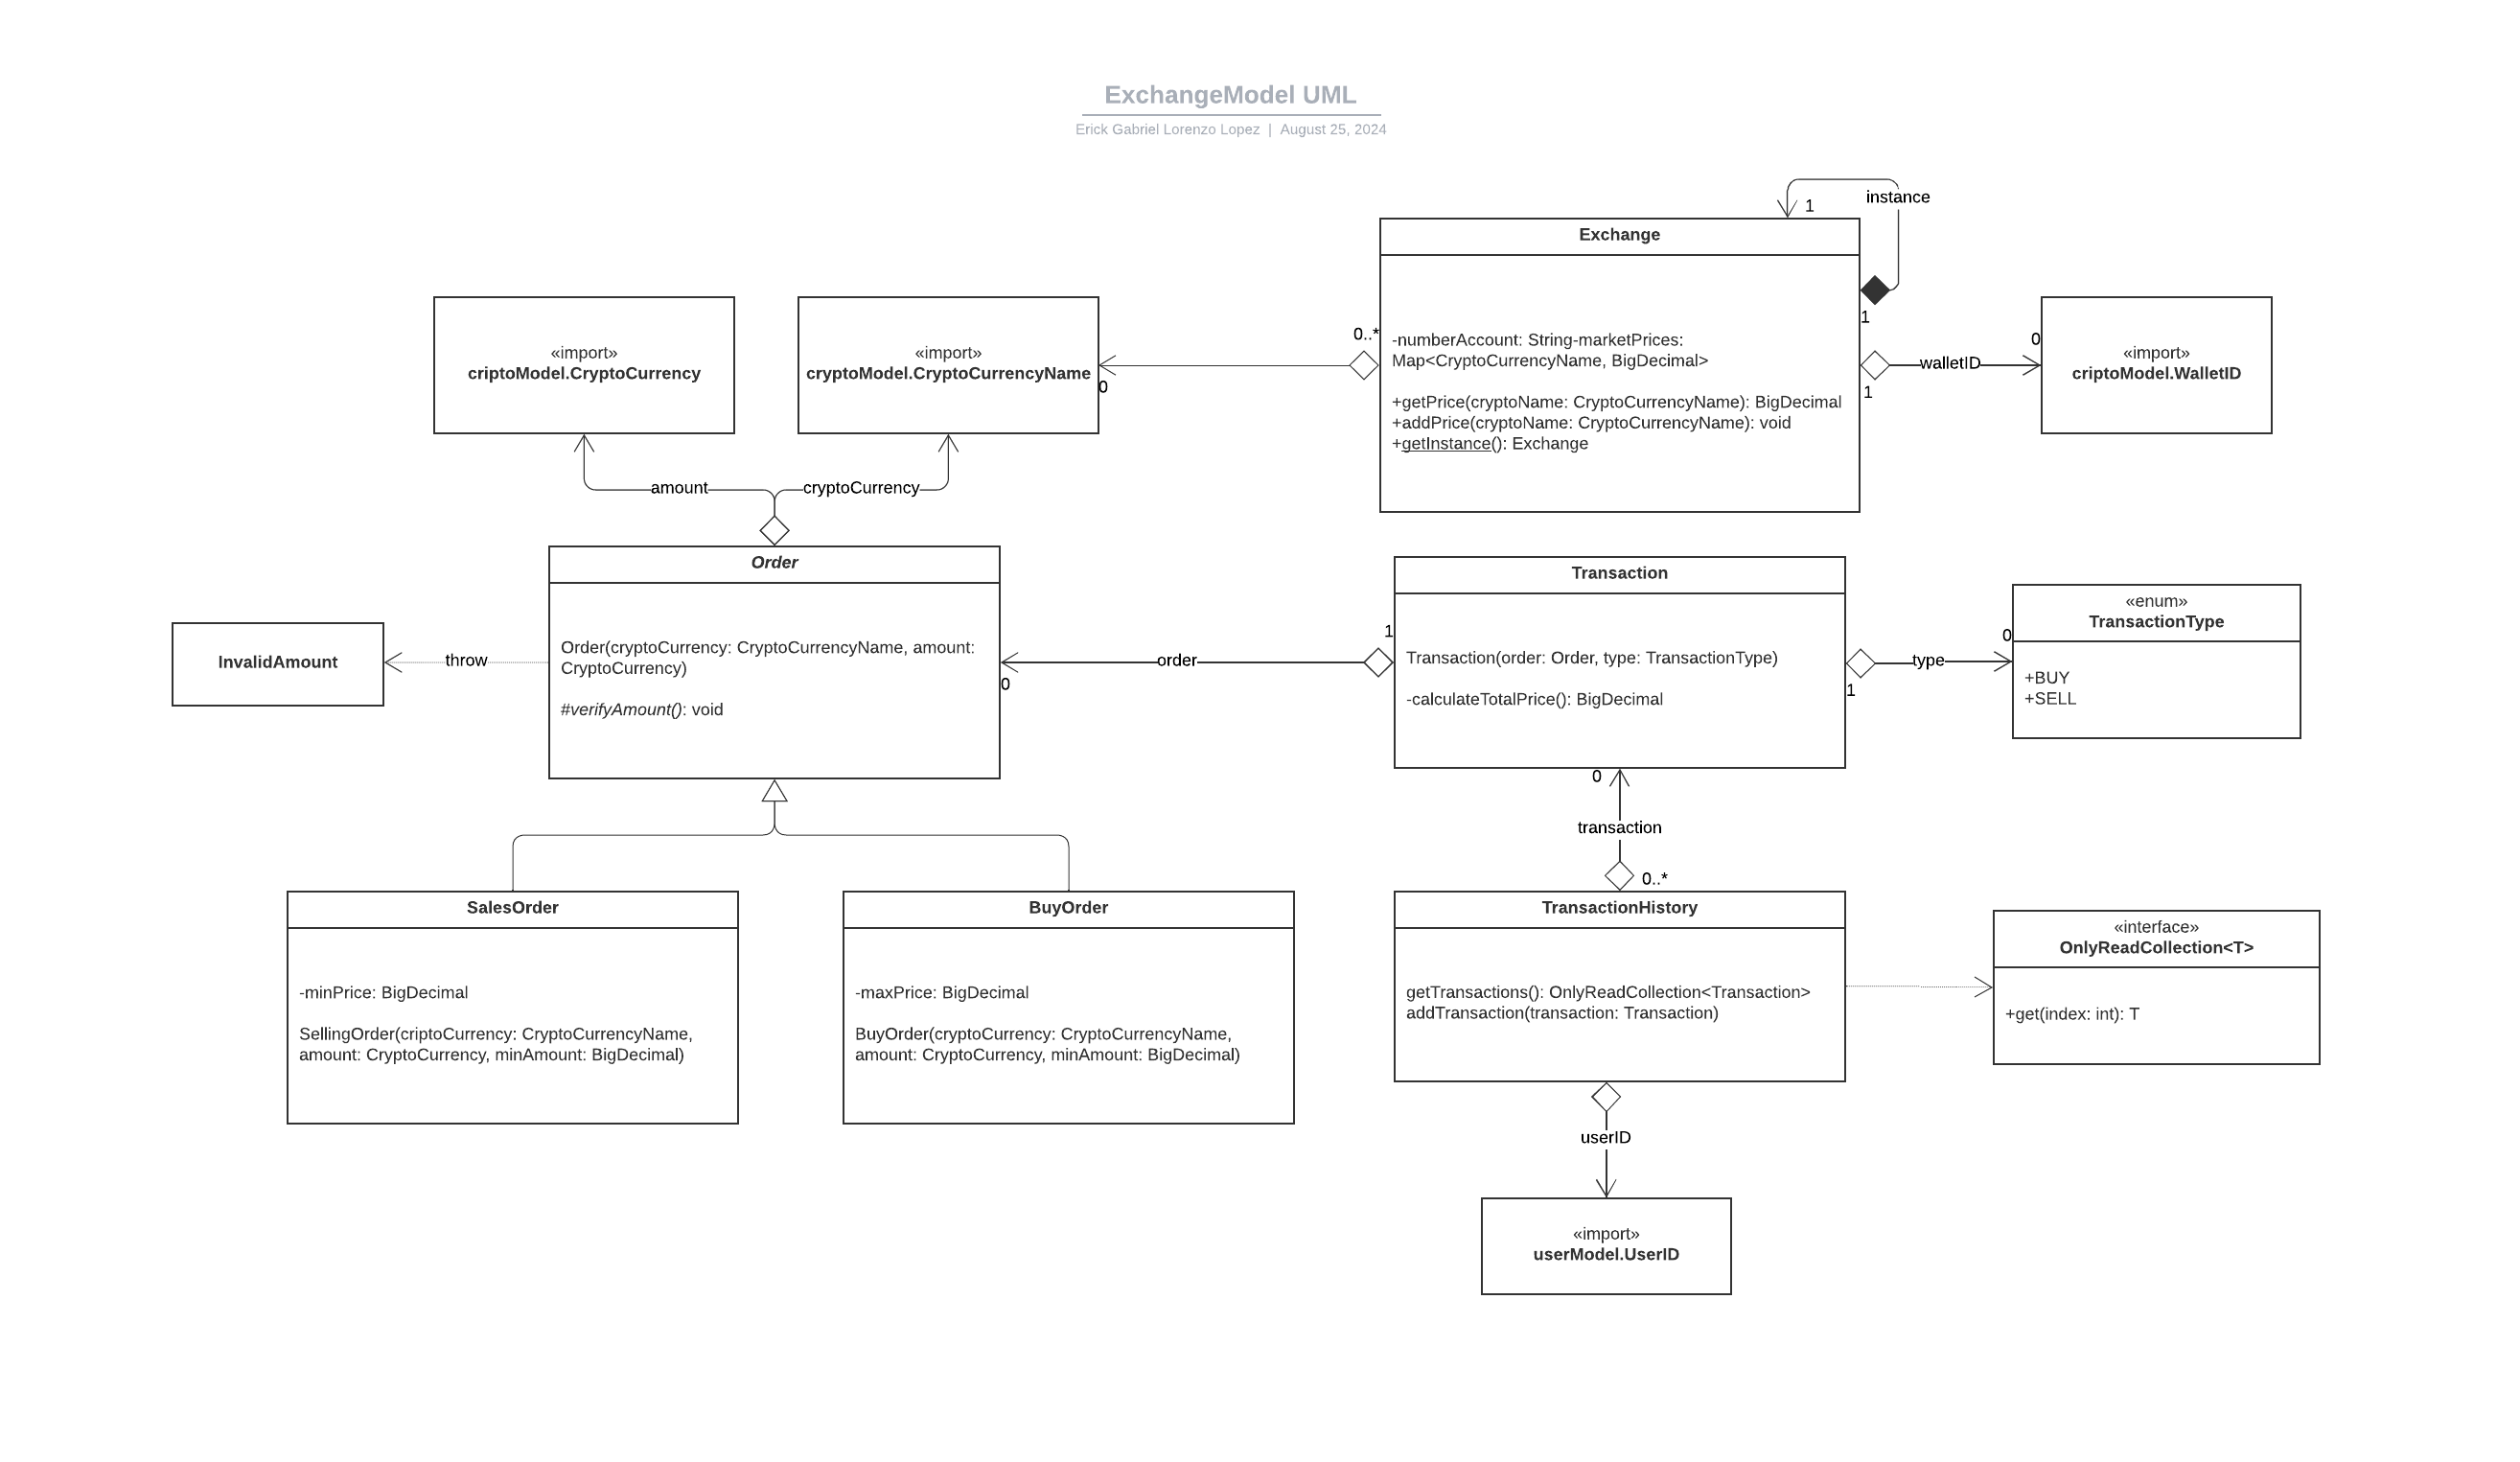 ExchangeModel UML
Erick Gabriel Lorenzo Lopez | August 25, 2024
instance
1
Exchange
-numberAccount: String-marketPrices:
Map<CryptoCurrencyName, BigDecimal>
+getPrice(cryptoName: CryptoCurrencyName): BigDecimal
+addPrice(cryptoName: CryptoCurrencyName): void
+getInstance(): Exchange
1
«import»
criptoModel.CryptoCurrency
«import»
cryptoModel.CryptoCurrencyName
0..*
0
walletID
1
0
«import»
criptoModel.WalletID
amount
cryptoCurrency
Order
Order(cryptoCurrency: CryptoCurrencyName, amount:
CryptoCurrency)
#verifyAmount(): void
InvalidAmount
throw
order
1
0
Transaction
Transaction(order: Order, type: TransactionType)
-calculateTotalPrice(): BigDecimal
type
1
0
«enum»
TransactionType
+BUY
+SELL
0
transaction
0..*
SalesOrder
-minPrice: BigDecimal
SellingOrder(criptoCurrency: CryptoCurrencyName,
amount: CryptoCurrency, minAmount: BigDecimal)
BuyOrder
-maxPrice: BigDecimal
BuyOrder(cryptoCurrency: CryptoCurrencyName,
amount: CryptoCurrency, minAmount: BigDecimal)
TransactionHistory
getTransactions(): OnlyReadCollection<Transaction>
addTransaction(transaction: Transaction)
«interface»
OnlyReadCollection<T>
+get(index: int): T
userID
«import»
userModel.UserID